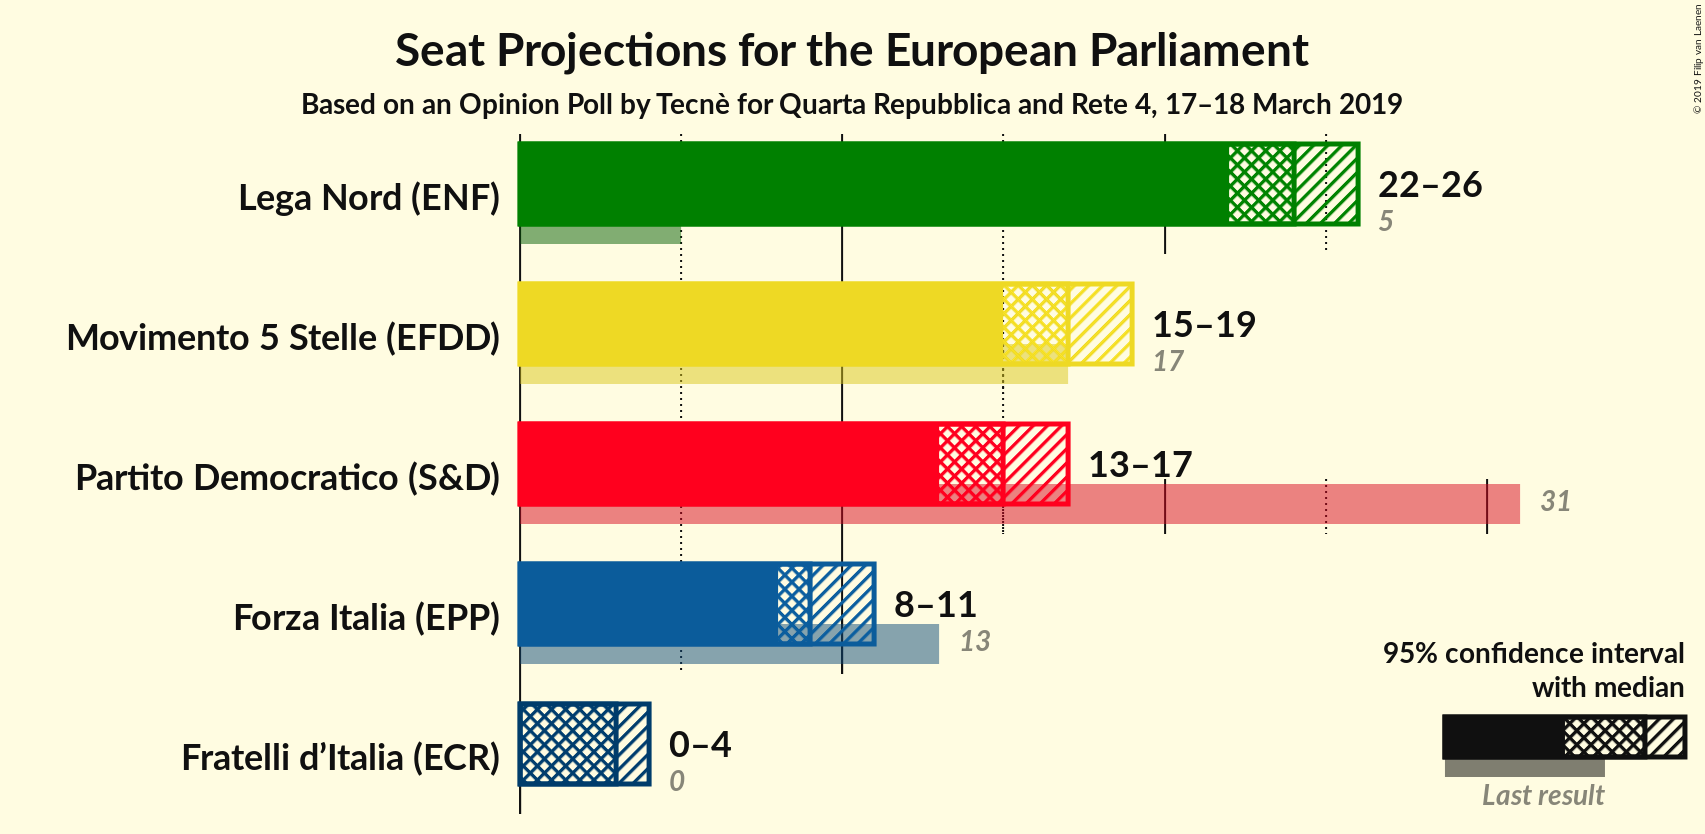 Seat Projections for the European Parliament
Based on an Opinion Poll by Tecnè for Quarta Repubblica and Rete 4, 17–18 March 2019
© 2019 Filip van Laenen
Lega Nord (ENF)
22–26
5
Movimento 5 Stelle (EFDD)
15–19
17
Partito Democratico (S&D)
13–17
31
Forza Italia (EPP)
8–11
13
Fratelli d’Italia (ECR)
0–4
0
95% confidence interval
with median
Last result